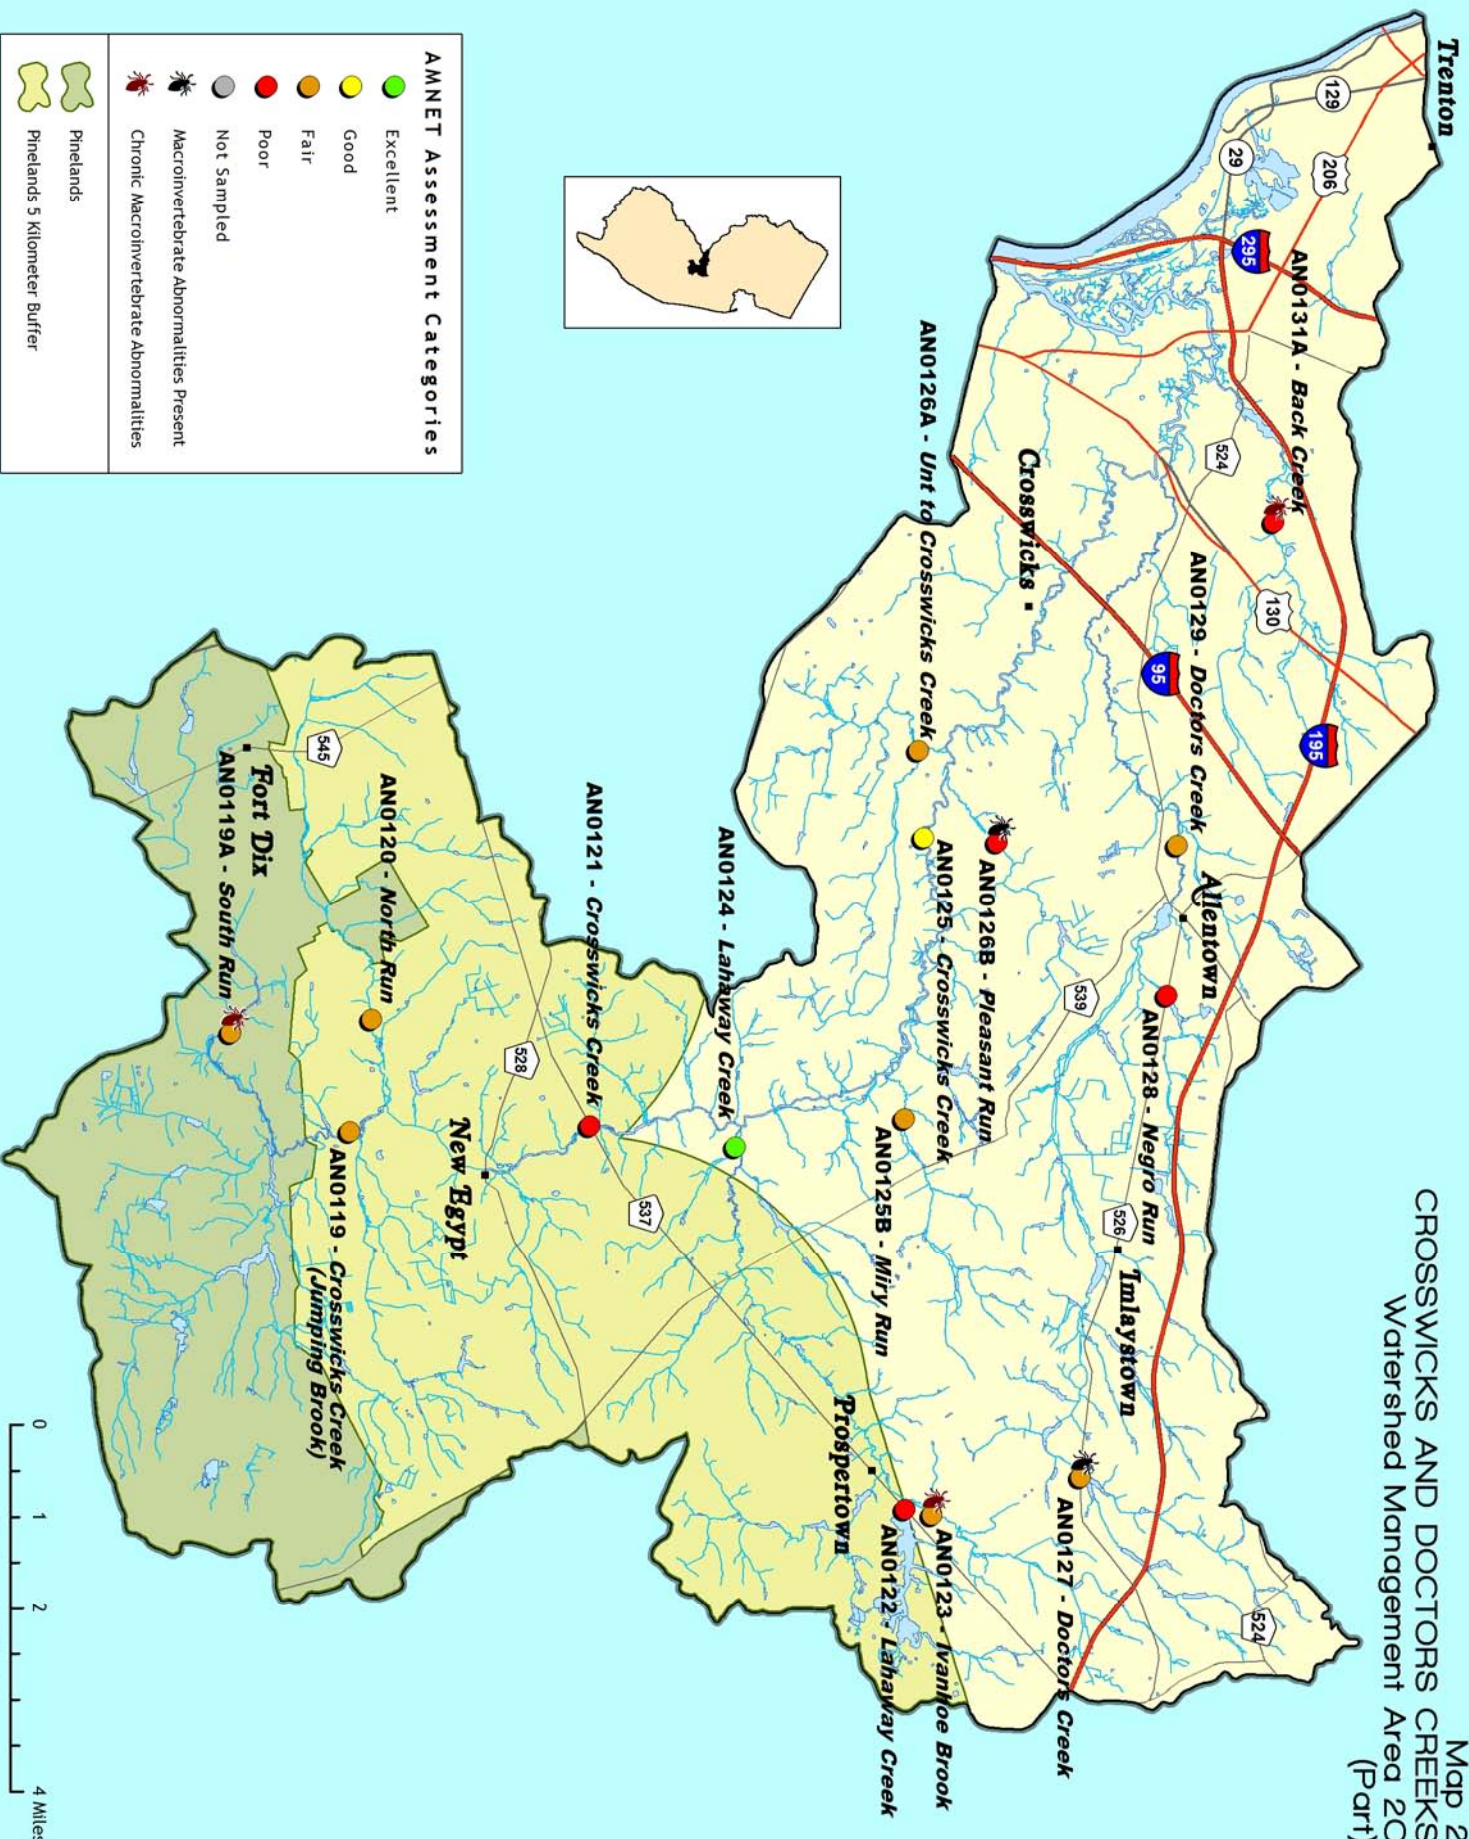 Map 2
CROSSWICKS AND DOCTORS CREEKS
Watershed Management Area 20
(Part)
Trenton
129
206
29
295
AN0131A - Back Creek
524
130
195
AN0129 - Doctors Creek
95
Crosswicks
AN0126A - Unt to Crosswicks Creek
Allentown
AN0128 - Negro Run
526
Imlaystown
524
AN0127 - Doctors Creek
539
AN0126B - Pleasant Run
AN0125 - Crosswicks Creek
AN0125B - Miry Run
AN0123 - Ivanhoe Brook
AN0122 - Lahaway Creek
Prospertown
AN0124 - Lahaway Creek
537
AN0121 - Crosswicks Creek
528
New Egypt
AN0120 - North Run
545
AN0119 - Crosswicks Creek
(Jumping Brook)
Fort Dix
AN0119A - South Run
AMNET Assessment Categories
Excellent
Good
Fair
Poor
Not Sampled
Macroinvertebrate Abnormalities Present
Chronic Macroinvertebrate Abnormalities
Pinelands
Pinelands 5 Kilometer Buffer
0 1 2 4 Miles